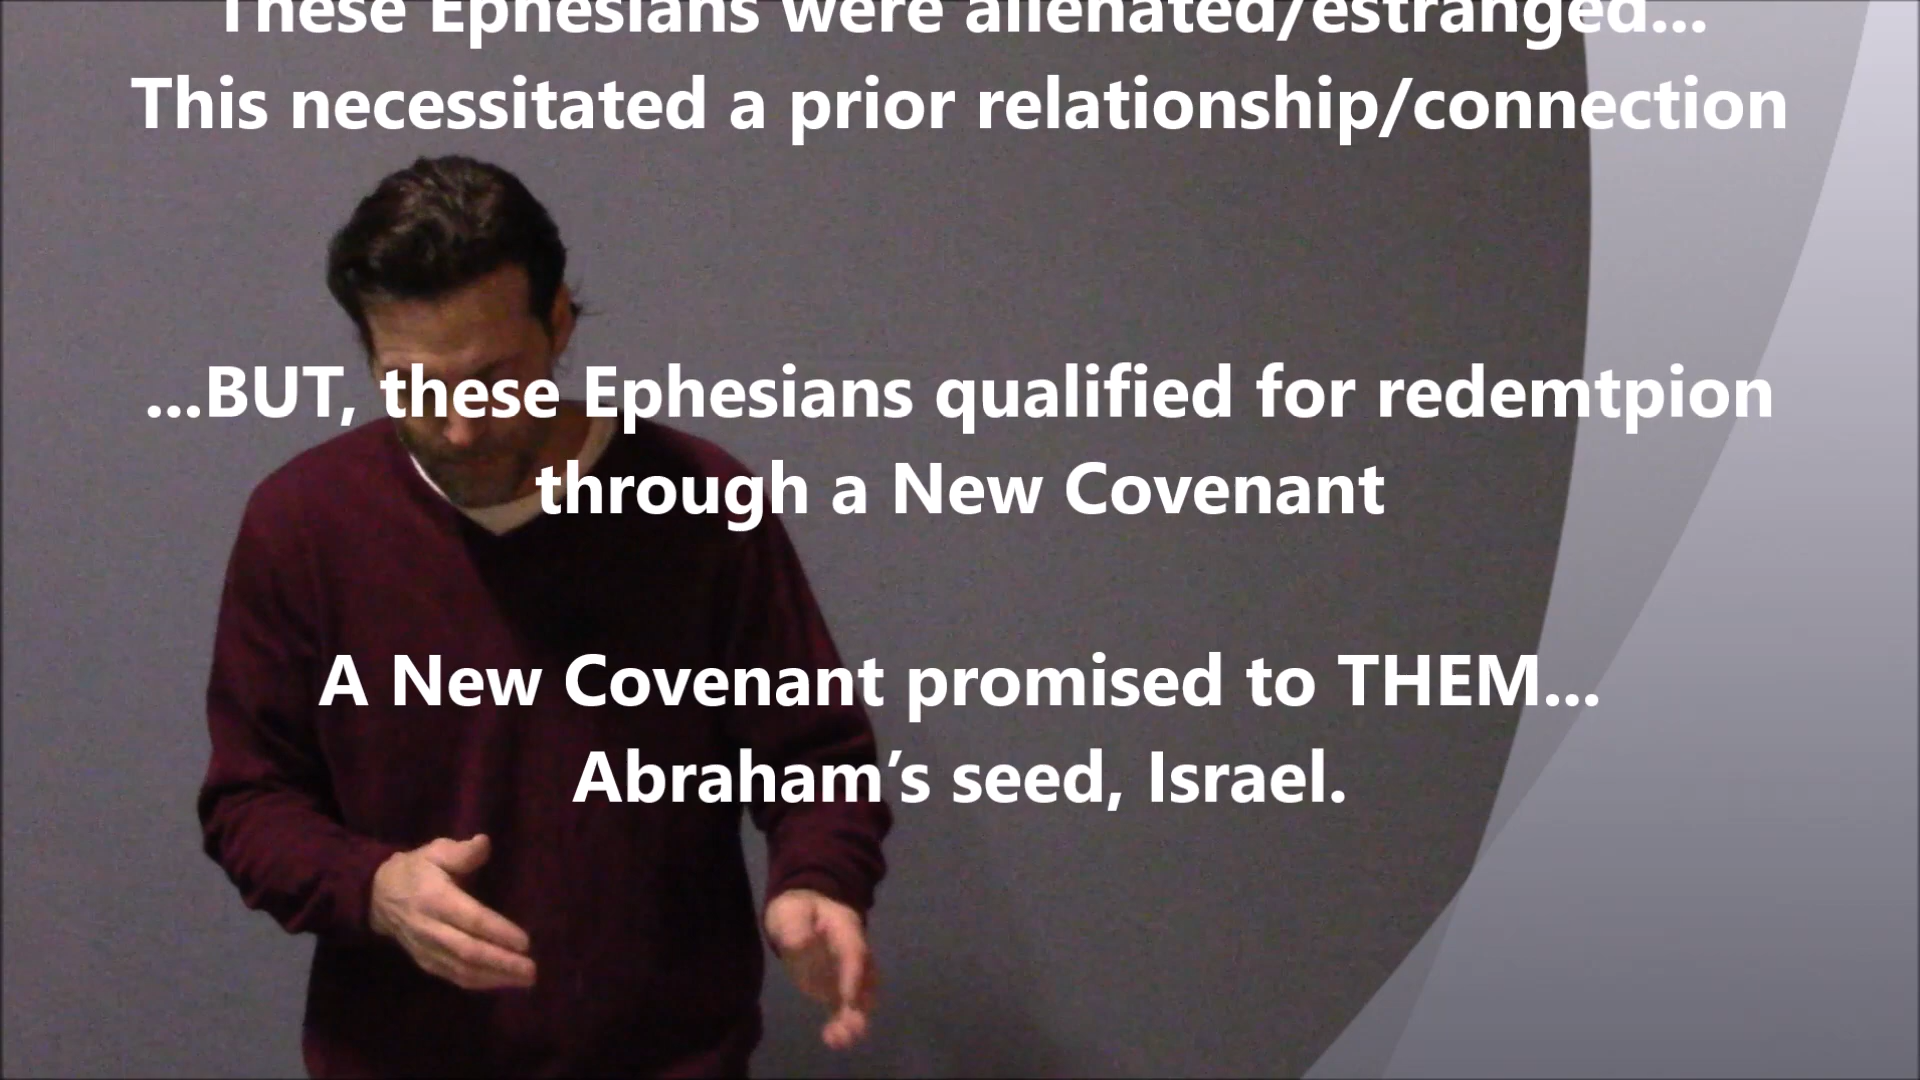 These Ephesians were alienated/estranged...
This necessitated a prior relationship/connection
...BUT, these Ephesians qualified for redemtpion
through a New Covenant
A New Covenant promised to THEM...
Abraham’s seed, Israel.